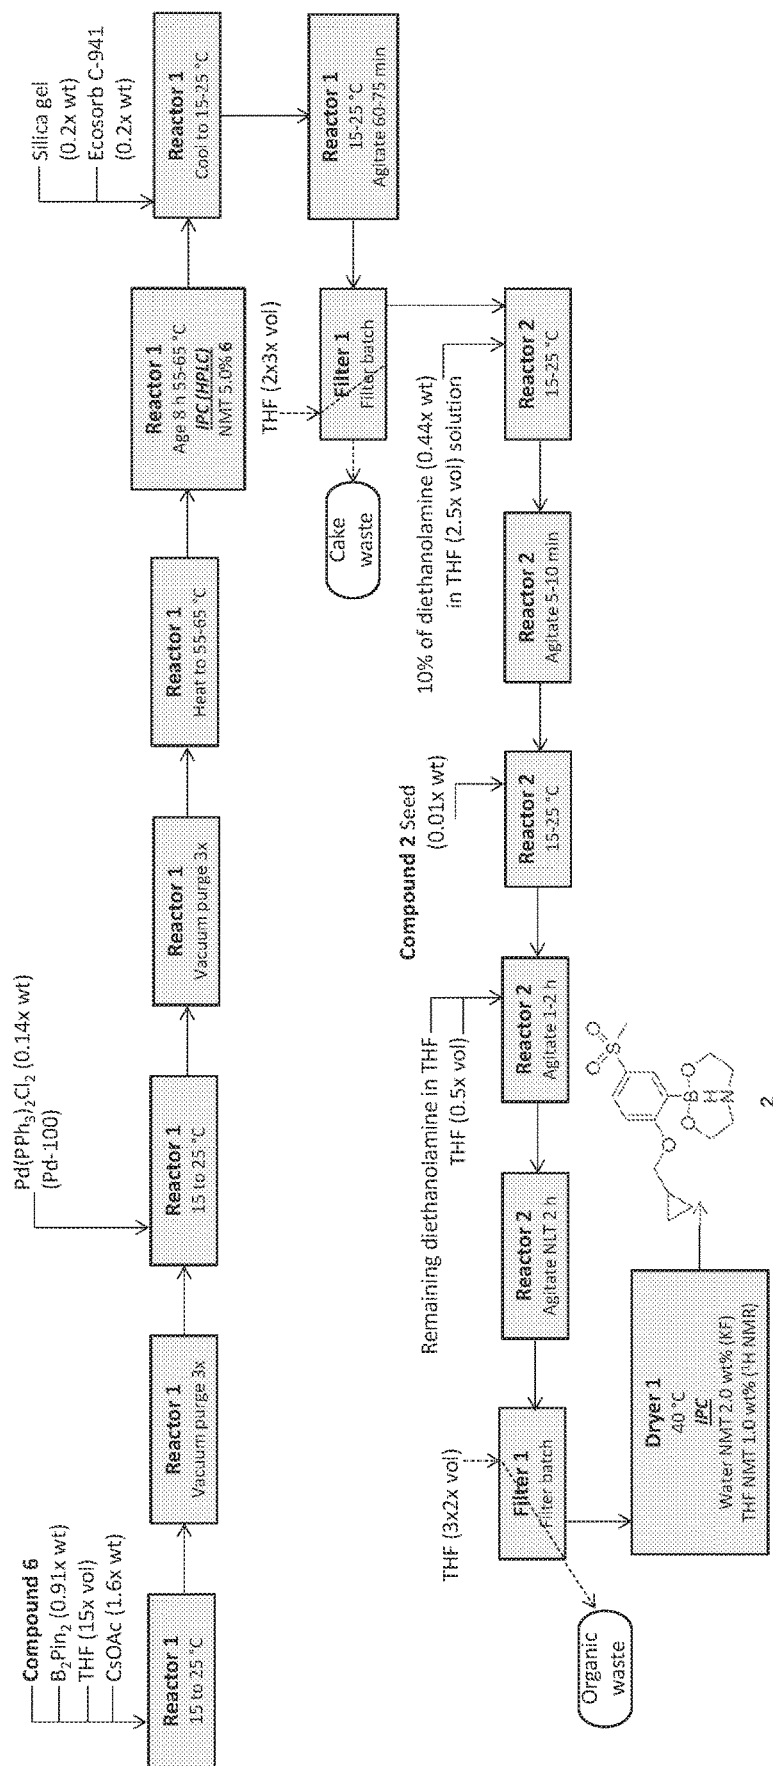 Compound 6
B2Pin2 (0.91x wt)
THF (15x vol)
CsOAc (1.6x wt)
Reactor 1
15 to 25 °C
Reactor 1
Vacuum purge 3x
Pd(PPh3)2Cl2 (0.14x wt)
(Pd-100)
Reactor 1
15 to 25 °C
Reactor 1
Vacuum purge 3x
Reactor 1
Heat to 55-65 °C
Reactor 1
Age 8 h 55-65 °C
IPC (HPLC)
NMT 5.0% 6
Silica gel
(0.2x wt)
Ecosorb C-941
(0.2x wt)
Reactor 1
Cool to 15-25 °C
Reactor 1
15-25 °C
Agitate 60-75 min
THF (2x3x vol)
Filter 1
Filter batch
Cake
waste
10% of diethanolamine (0.44x wt)
in THF (2.5x vol) solution
Reactor 2
15-25 °C
Reactor 2
Agitate 5-10 min
Compound 2 Seed
(0.01x wt)
Reactor 2
15-25 °C
Remaining diethanolamine in THF
THF (0.5x vol)
Reactor 2
Agitate 1-2 h
Reactor 2
Agitate NLT 2 h
THF (3x2x vol)
Filter 1
Filter batch
Organic
waste
Dryer 1
40 °C
IPC
Water NMT 2.0 wt% (KF)
THF NMT 1.0 wt% (¹H NMR)
O
O
S
O
B
O
O
H
N
2